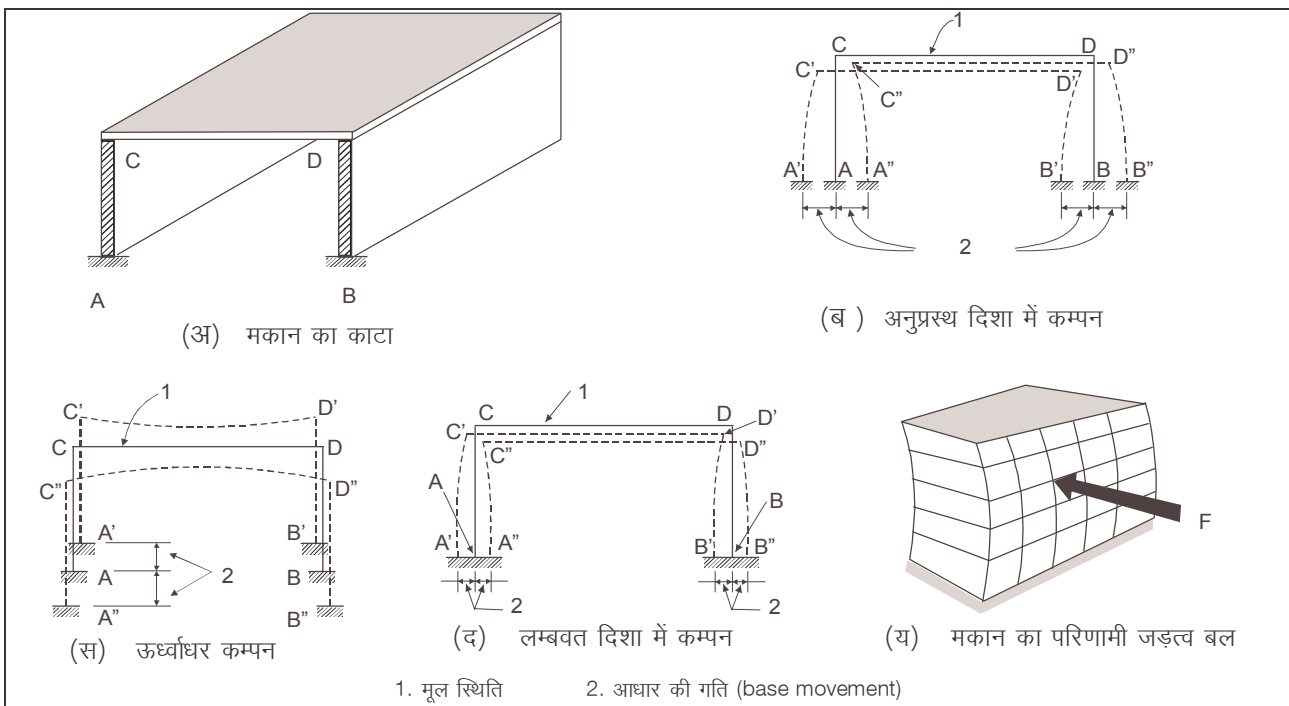 C D
A B
(अ) मकान का काटा
1
C D D”
C’ D’
C”
A’ A A” B’ B B”
2
(ब ) अनुप्रस्थ दिशा में कम्पन
1
C’ D’
C D
C” D”
A’ B’
A B 2
A” B”
(स) ऊर्ध्वाधर कम्पन
1
C D D’
C’ C” D”
A B
A’ A” B’ B”
2 2
(द) लम्बवत दिशा में कम्पन
F
(य) मकान का परिणामी जड़त्व बल
1. मूल स्थिति 2. आधार की गति (base movement)